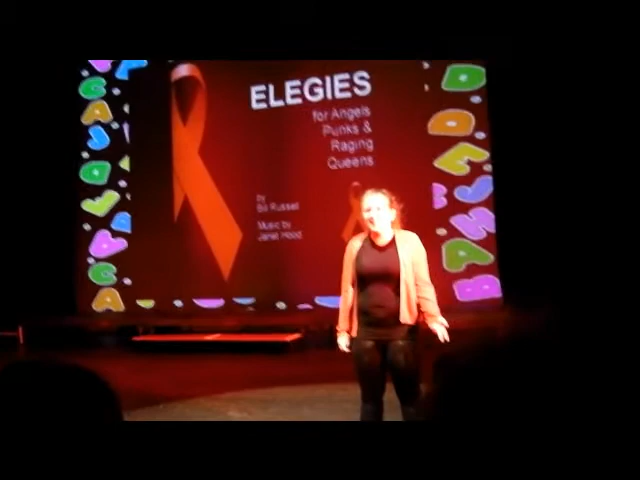 ELEGIES
for Angels
Punks &
Raging
Queens
by
Bill Russell
Music by
Janet Hood